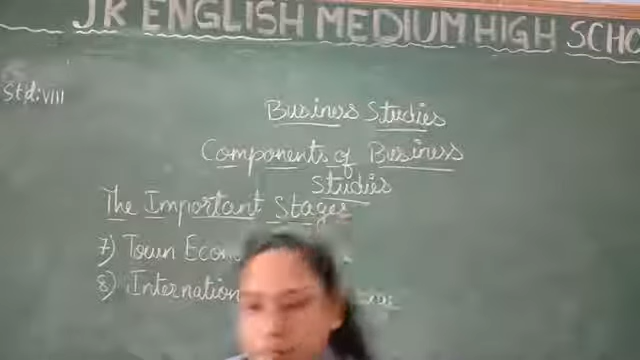 JK ENGLISH MEDIUM HIGH SCHO
Std:VIII
Business Studies
Components of Business
Studies
The Important Stages
7) Town Econ
8) Internation